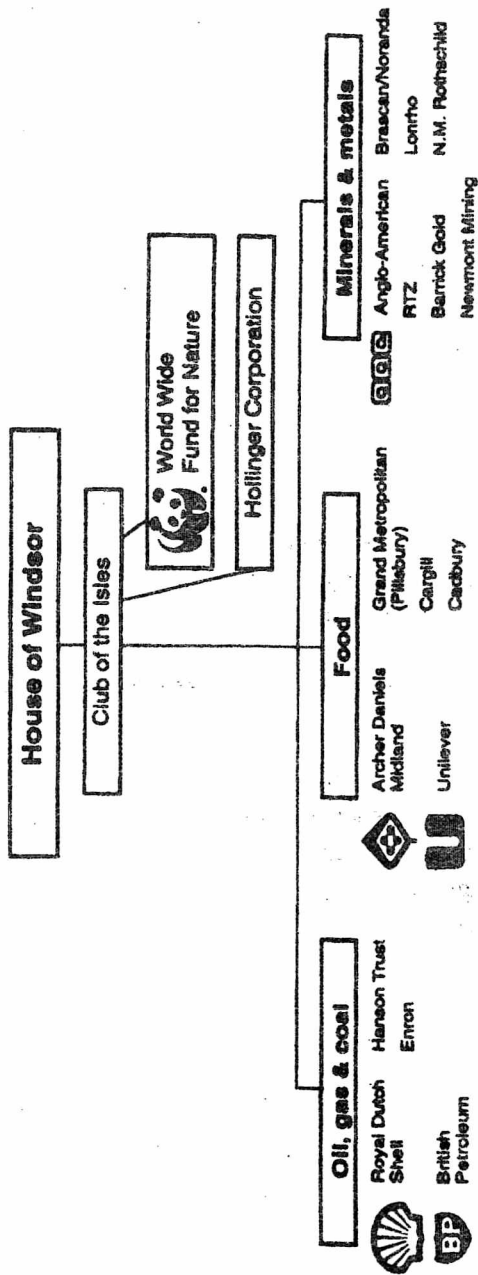 House of Windsor
Club of the Isles
World Wide
Fund for Nature
Hollinger Corporation
Oil, gas & coal
Royal Dutch
Shell
British
Petroleum
BP
Hanson Trust
Enron
Food
Archer Daniels
Midland
Unilever
Grand Metropolitan
(Pillsbury)
Cargill
Cadbury
Minerals & metals
Anglo-American
RTZ
Barrick Gold
Newmont Mining
Brascan/Noranda
Lonrho
N.M. Rothschild